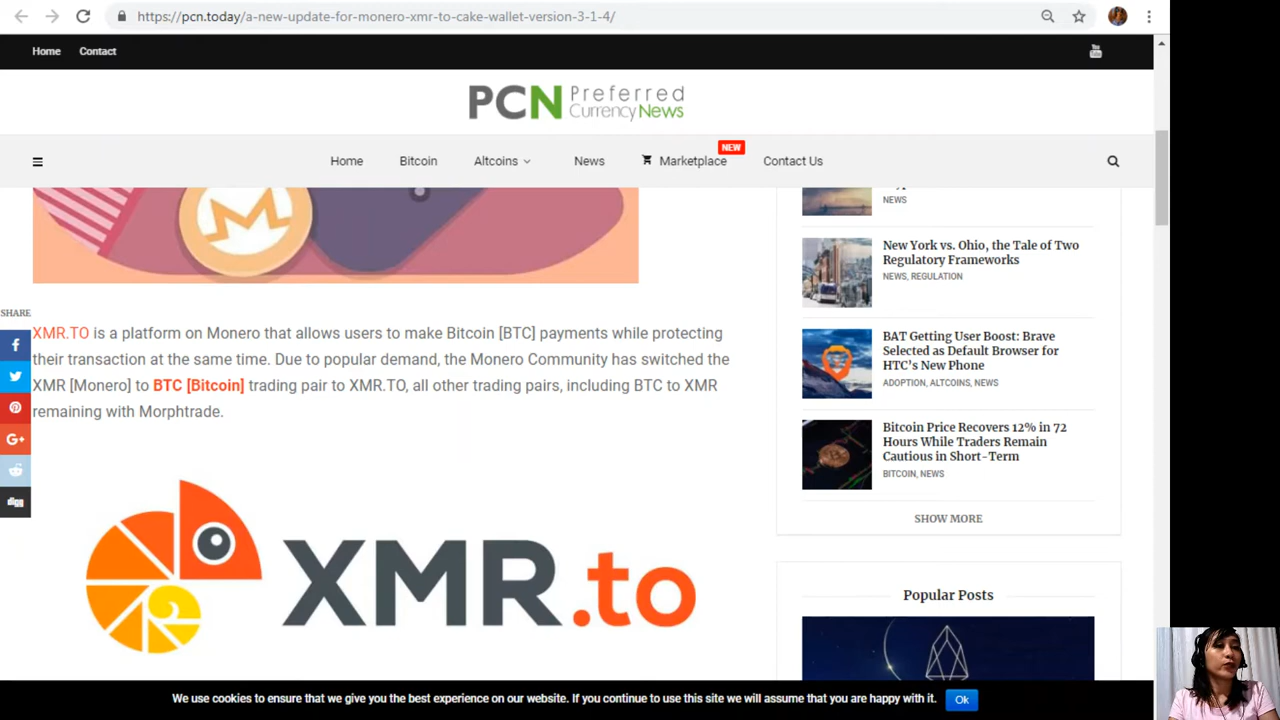 https://pcn.today/a-new-update-for-monero-xmr-to-cake-wallet-version-3-1-4/
Home Contact
You Tube
PCN Preferred
CurrencyNews
NEW
Home Bitcoin Altcoins News Marketplace Contact Us
NEWS
New York vs. Ohio, the Tale of Two
Regulatory Frameworks
NEWS, REGULATION
SHARE
XMR.TO is a platform on Monero that allows users to make Bitcoin [BTC] payments while protecting
their transaction at the same time. Due to popular demand, the Monero Community has switched the
XMR [Monero] to BTC [Bitcoin] trading pair to XMR.TO, all other trading pairs, including BTC to XMR
remaining with Morphtrade.
BAT Getting User Boost: Brave
Selected as Default Browser for
HTC's New Phone
ADOPTION, ALTCOINS, NEWS
Bitcoin Price Recovers 12% in 72
Hours While Traders Remain
Cautious in Short-Term
BITCOIN, NEWS
G+
digg
SHOW MORE
XMR.to
Popular Posts
We use cookies to ensure that we give you the best experience on our website. If you continue to use this site we will assume that you are happy with it. Ok